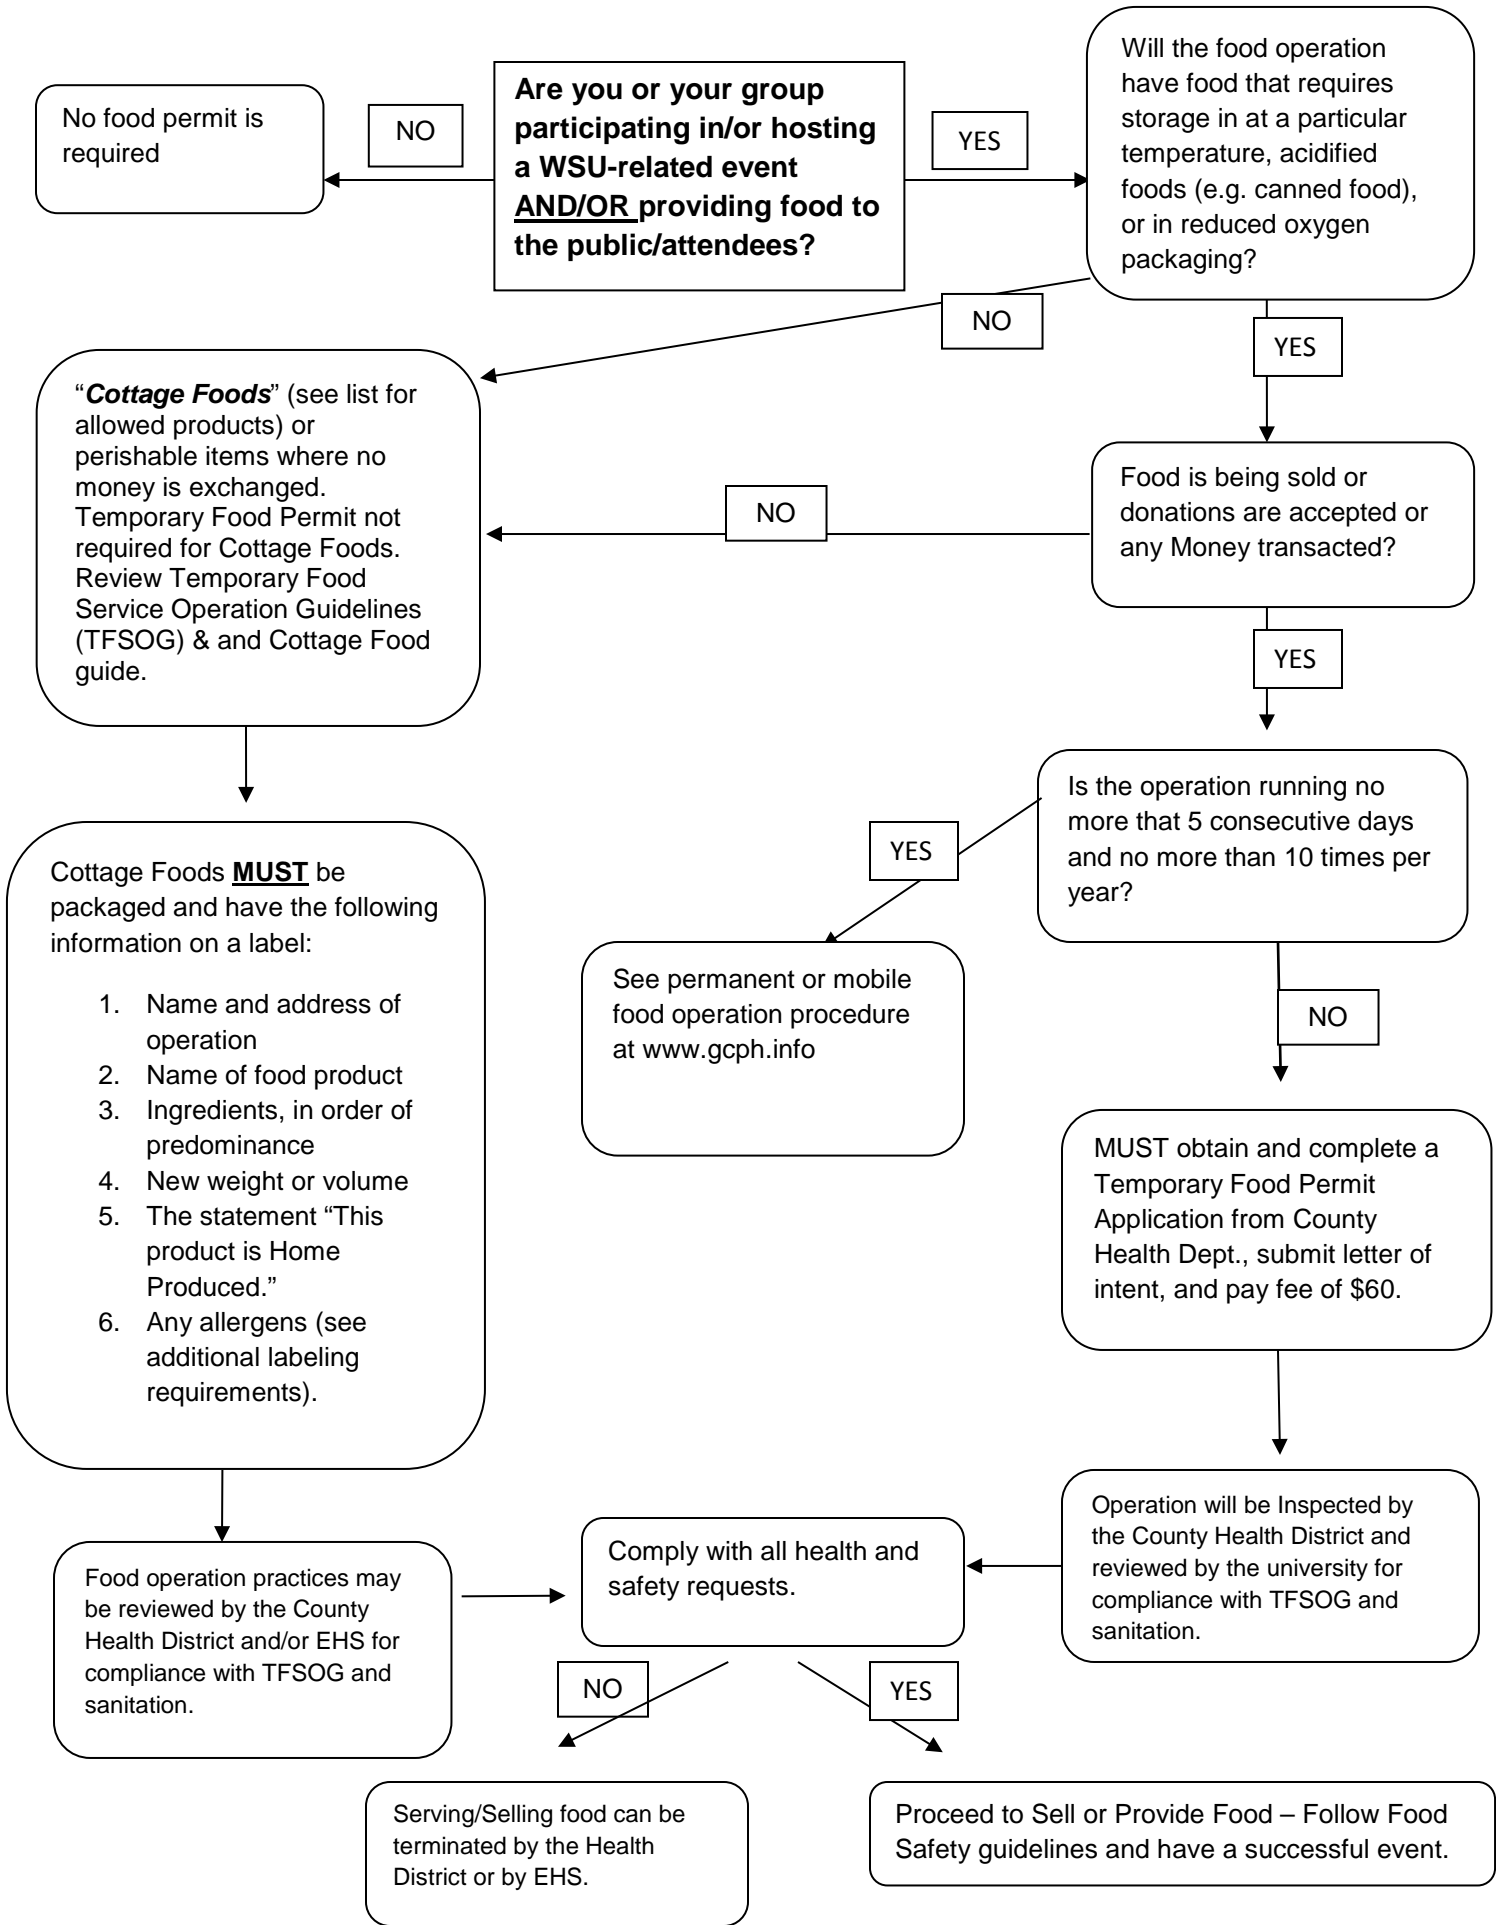 No food permit is
required
NO
Are you or your group
participating in/or hosting
a WSU-related event
AND/OR providing food to
the public/attendees?
YES
Will the food operation
have food that requires
storage in at a particular
temperature, acidified
foods (e.g. canned food),
or in reduced oxygen
packaging?
NO
YES
“Cottage Foods” (see list for
allowed products) or
perishable items where no
money is exchanged.
Temporary Food Permit not
required for Cottage Foods.
Review Temporary Food
Service Operation Guidelines
(TFSOG) & and Cottage Food
guide.
NO
Food is being sold or
donations are accepted or
any Money transacted?
YES
Is the operation running no
more that 5 consecutive days
and no more than 10 times per
year?
YES
See permanent or mobile
food operation procedure
at www.gcph.info
NO
Cottage Foods MUST be
packaged and have the following
information on a label:
1. Name and address of
operation
2. Name of food product
3. Ingredients, in order of
predominance
4. New weight or volume
5. The statement “This
product is Home
Produced.”
6. Any allergens (see
additional labeling
requirements).
MUST obtain and complete a
Temporary Food Permit
Application from County
Health Dept., submit letter of
intent, and pay fee of $60.
Food operation practices may
be reviewed by the County
Health District and/or EHS for
compliance with TFSOG and
sanitation.
Comply with all health and
safety requests.
Operation will be Inspected by
the County Health District and
reviewed by the university for
compliance with TFSOG and
sanitation.
NO
YES
Serving/Selling food can be
terminated by the Health
District or by EHS.
Proceed to Sell or Provide Food – Follow Food
Safety guidelines and have a successful event.